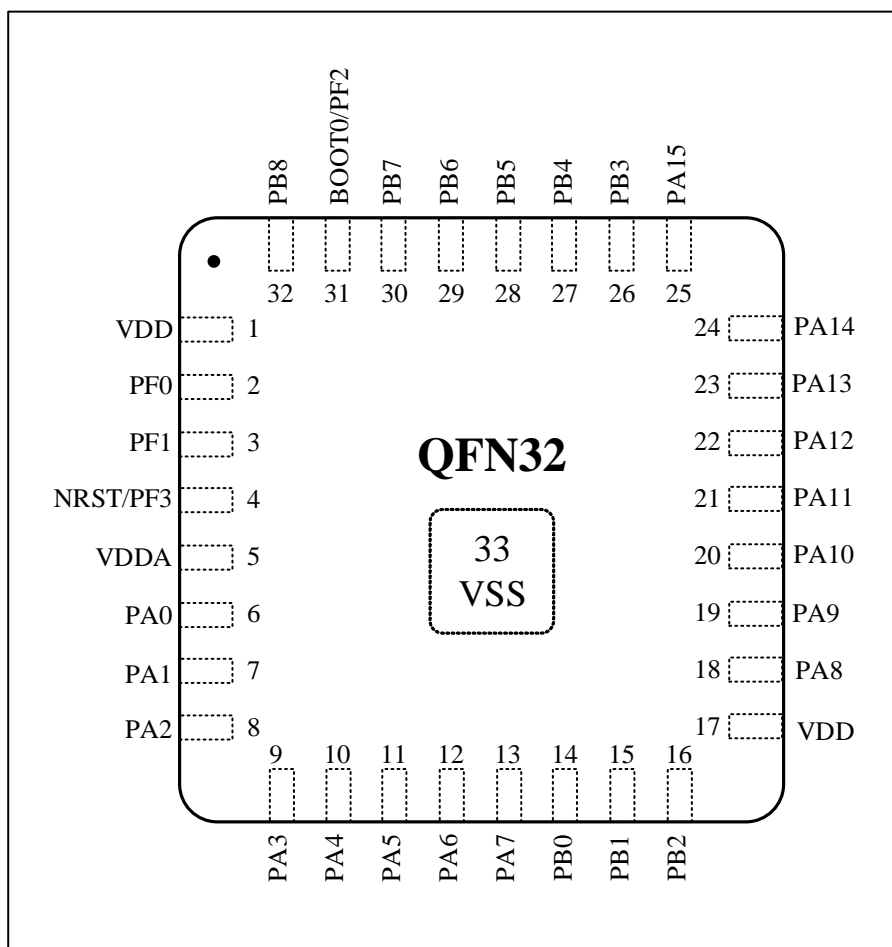 PB8
BOOT0/PF2
PB7
PB6
PB5
PB4
PB3
PA15
32 31 30 29 28 27 26 25
VDD 1
PF0 2
PF1 3
NRST/PF3 4
VDDA 5
PA0 6
PA1 7
PA2 8
24 PA14
23 PA13
22 PA12
21 PA11
20 PA10
19 PA9
18 PA8
17 VDD
QFN32
33
VSS
9 10 11 12 13 14 15 16
PA3
PA4
PA5
PA6
PA7
PB0
PB1
PB2